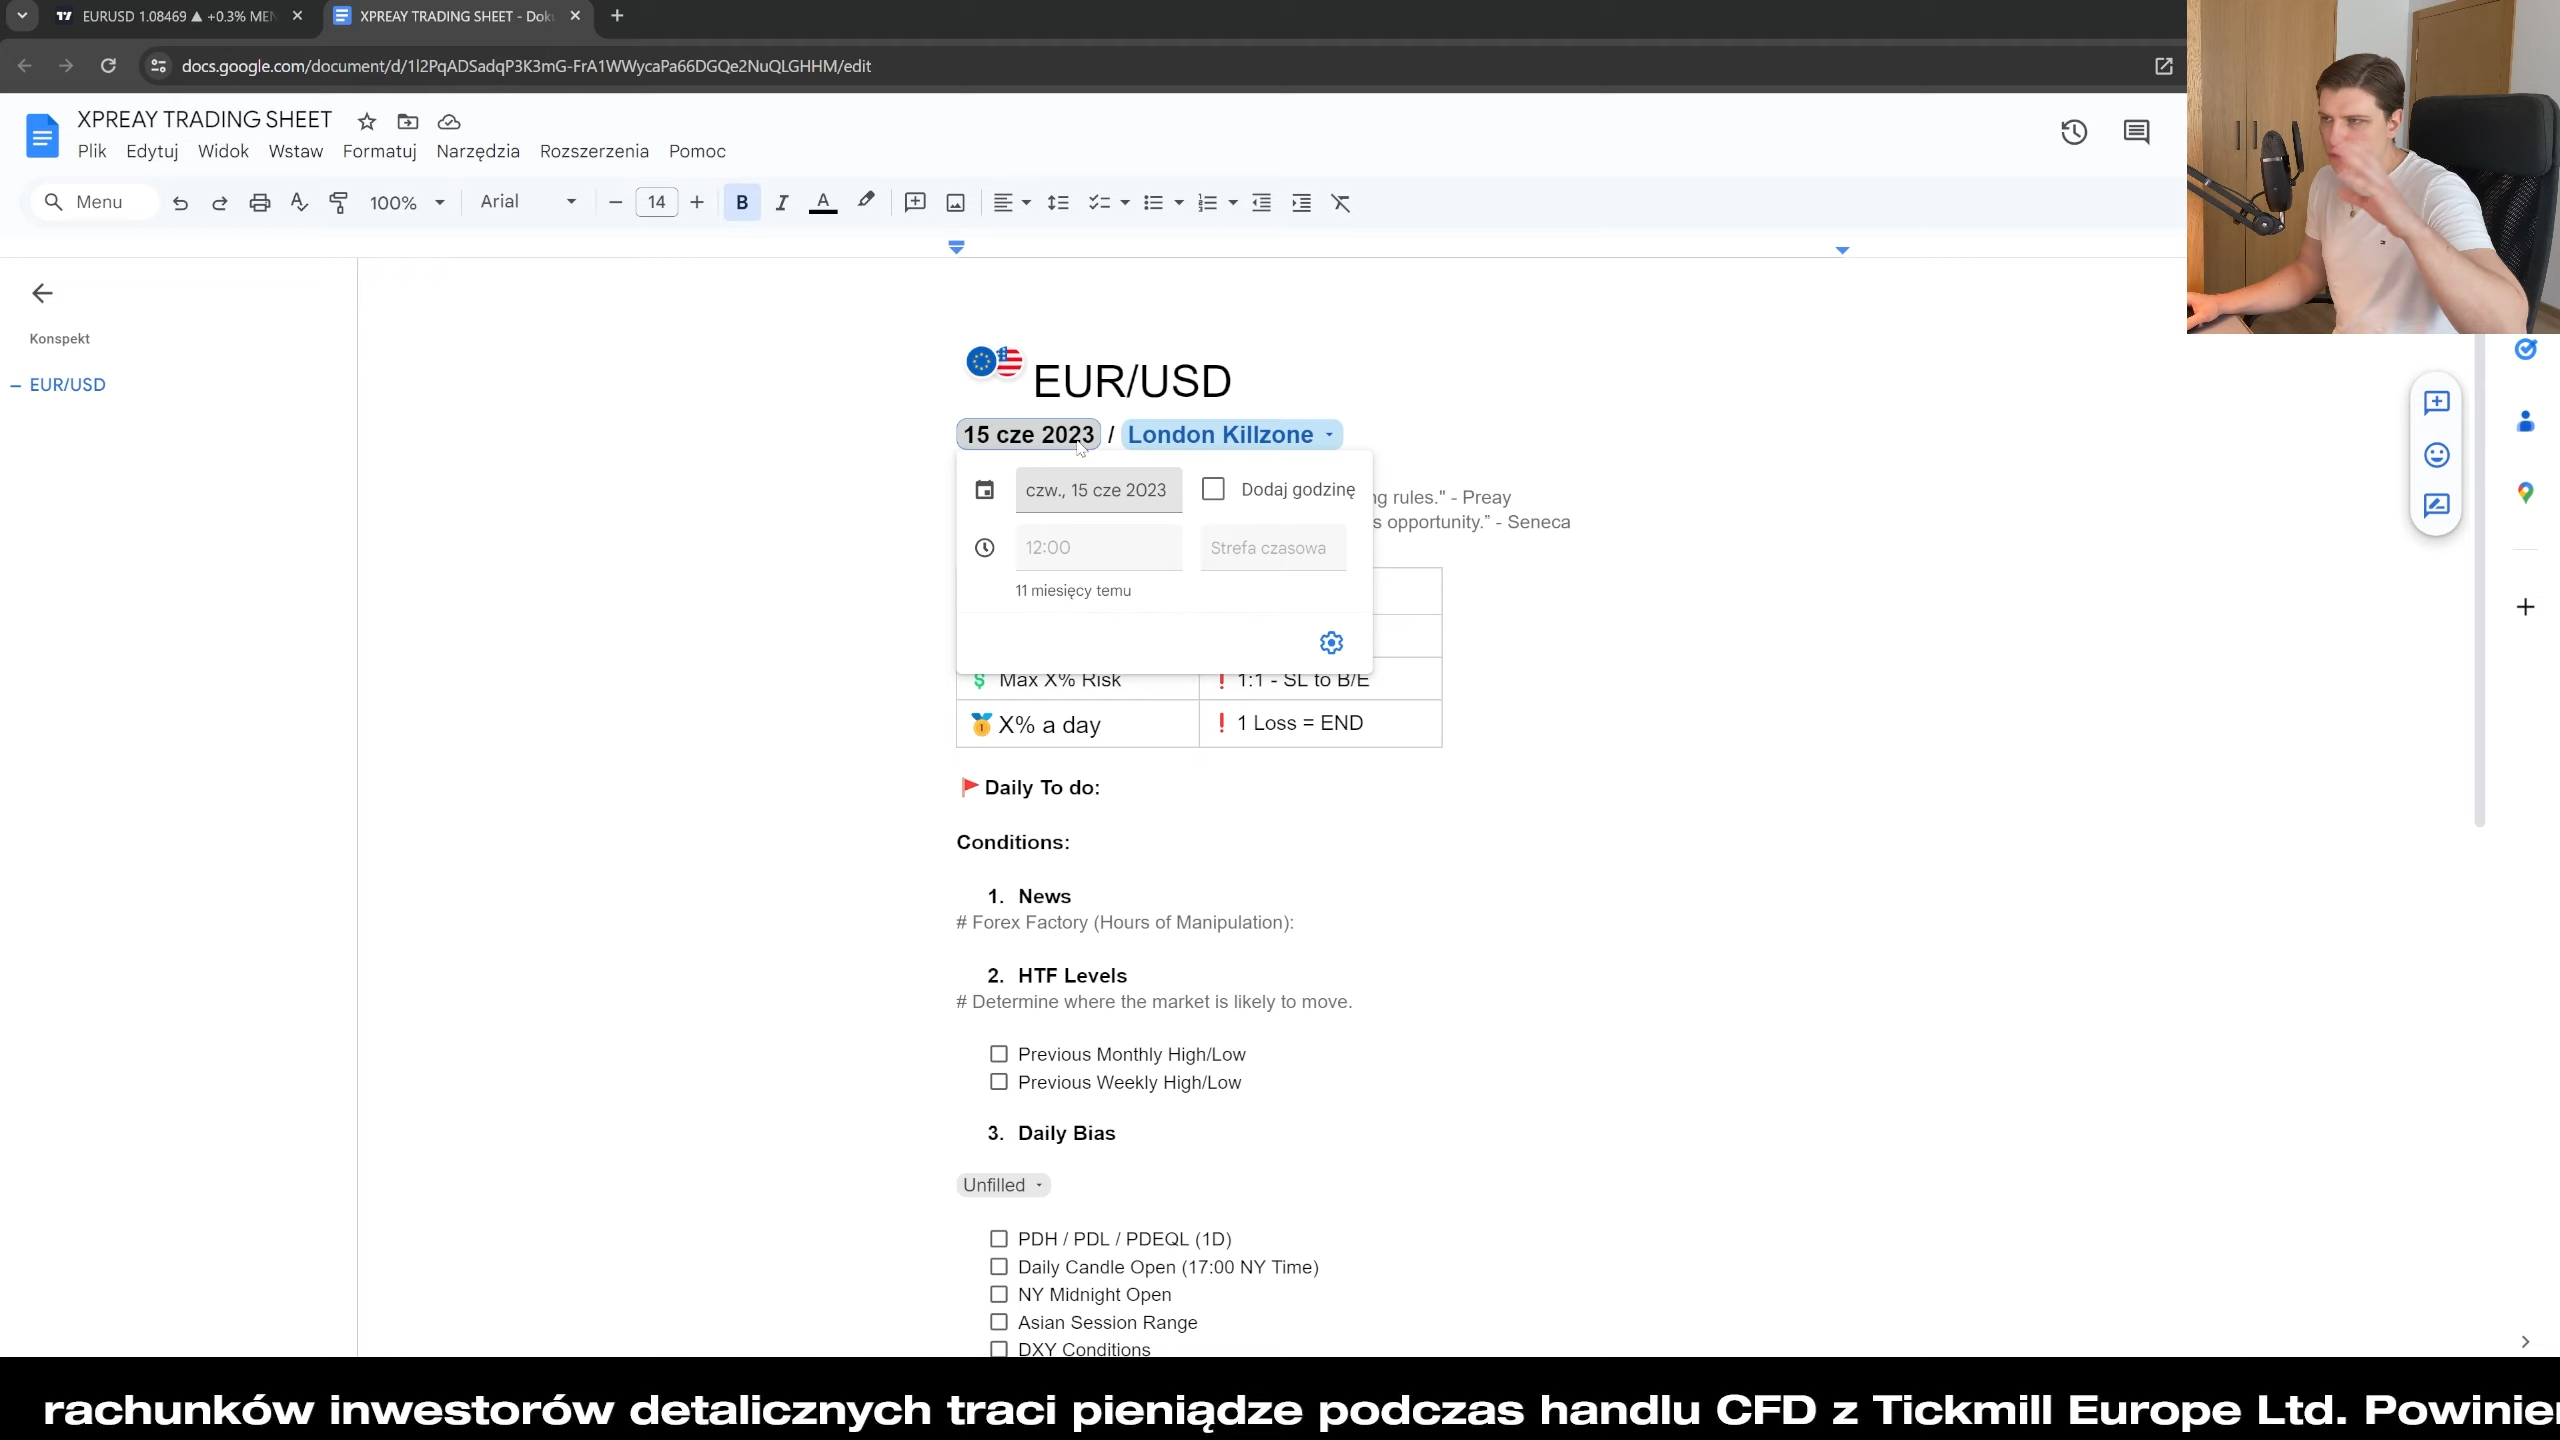 EURUSD 1.08469 ▲ +0.3% MEN
XPREAY TRADING SHEET - Dok
docs.google.com/document/d/1l2PqADSadqP3K3mG-FrA1WWycaPa66DGQe2NuQLGHHM/edit
XPREAY TRADING SHEET
Plik Edytuj Widok Wstaw Formatuj Narzędzia Rozszerzenia Pomoc
Menu 100% Arial 14 B I A
Konspekt
EUR/USD
EUR/USD
15 cze 2023 / London Killzone
czw., 15 cze 2023 Dodaj godzinę
ng rules." - Preay
s opportunity.” - Seneca
12:00 Strefa czasowa
11 miesięcy temu
Max X% Risk ❗ 1:1 - SL to B/E
🥇 X% a day ❗ 1 Loss = END
🚩 Daily To do:
Conditions:
1. News
# Forex Factory (Hours of Manipulation):
2. HTF Levels
# Determine where the market is likely to move.
Previous Monthly High/Low
Previous Weekly High/Low
3. Daily Bias
Unfilled
PDH / PDL / PDEQL (1D)
Daily Candle Open (17:00 NY Time)
NY Midnight Open
Asian Session Range
DXY Conditions
rachunków inwestorów detalicznych traci pieniądze podczas handlu CFD z Tickmill Europe Ltd. Powinie